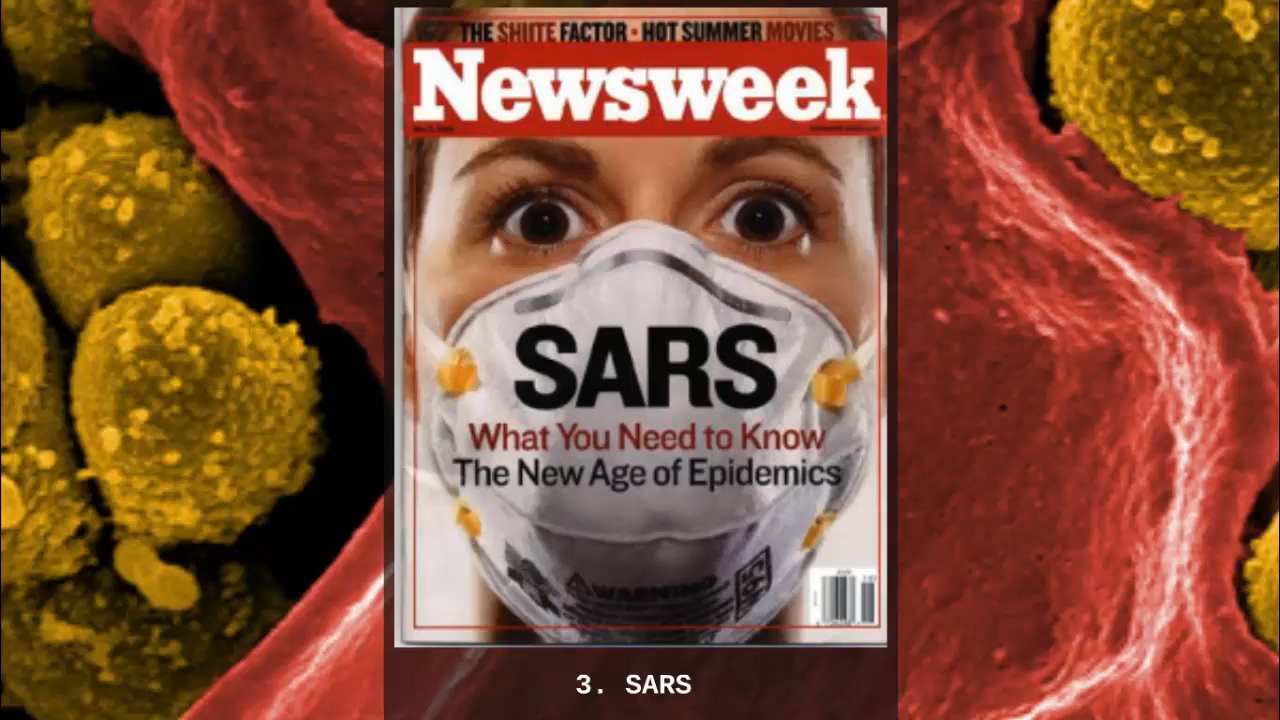 THE SHIITE FACTOR · HOT SUMMER MOVIES
Newsweek
SARS
What You Need to Know
The New Age of Epidemics
WARNING
N95
3. SARS